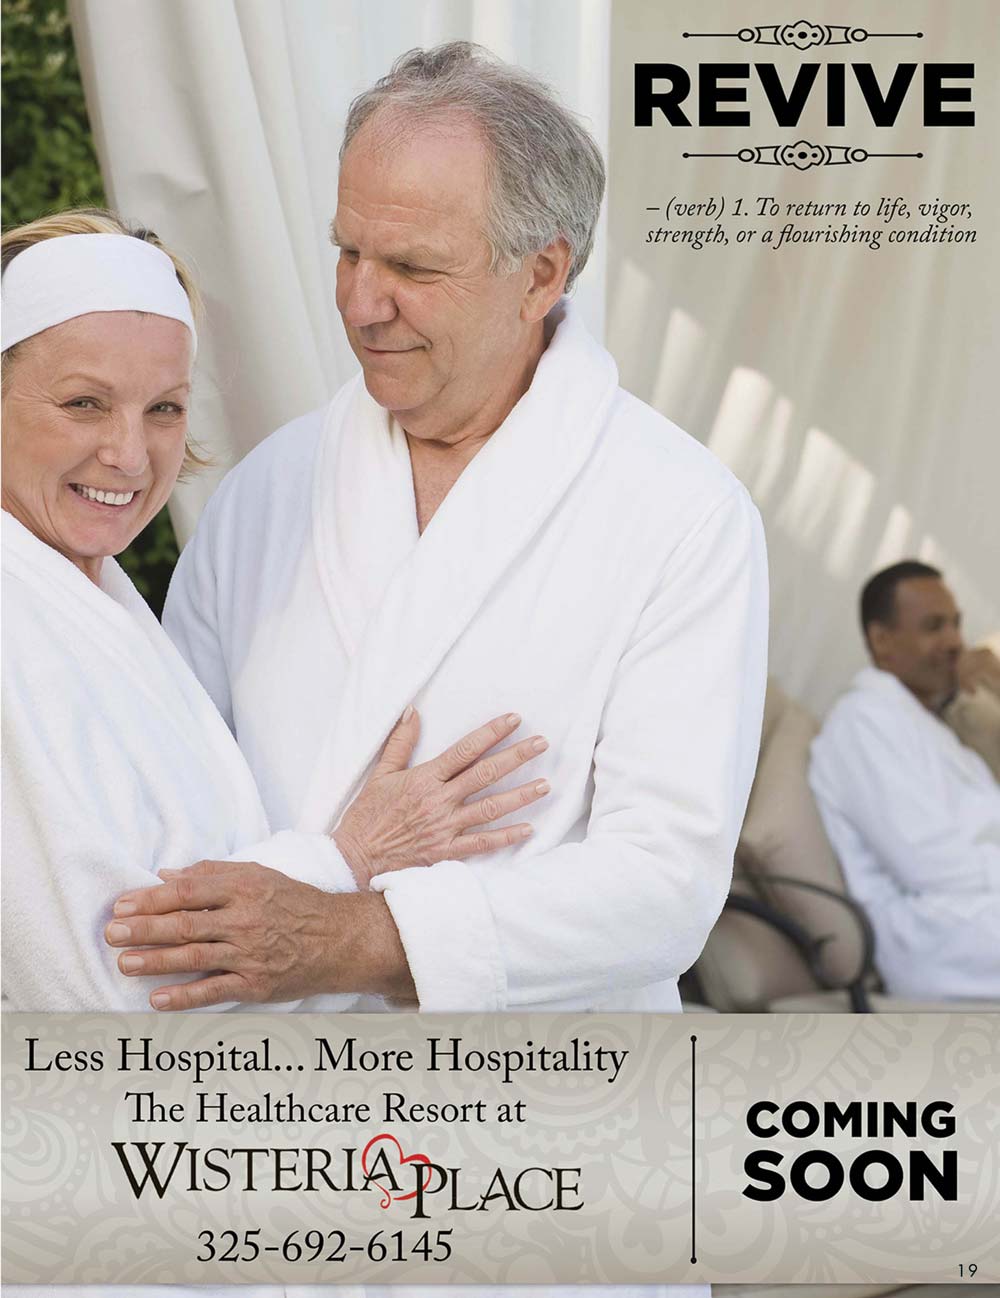 REVIVE
– (verb) 1. To return to life, vigor,
strength, or a flourishing condition
Less Hospital... More Hospitality
The Healthcare Resort at
WISTERIA PLACE
325-692-6145
COMING
SOON
19